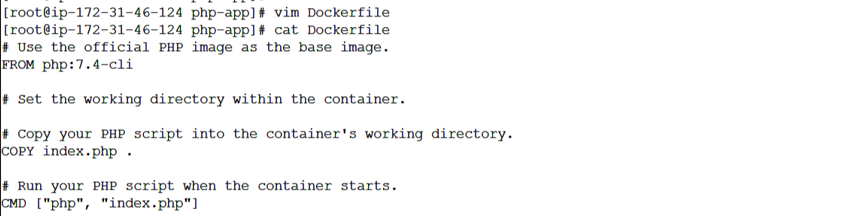 [root@ip-172-31-46-124 php-app]# vim Dockerfile
[root@ip-172-31-46-124 php-app]# cat Dockerfile
# Use the official PHP image as the base image.
FROM php:7.4-cli
# Set the working directory within the container.
# Copy your PHP script into the container's working directory.
COPY index.php .
# Run your PHP script when the container starts.
CMD ["php", "index.php"]